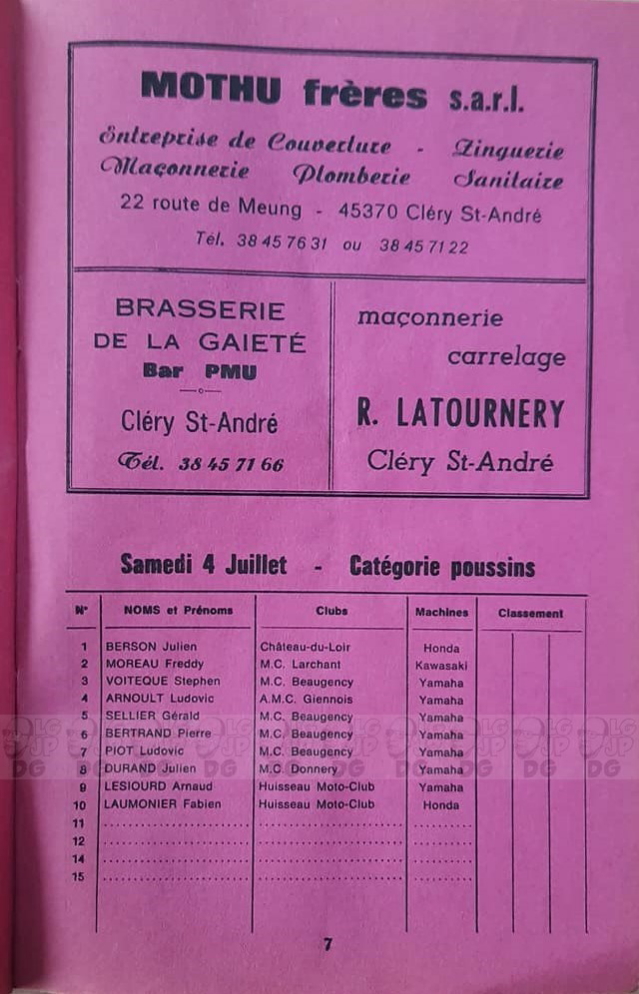 MOTHU frères s.a.r.l.
Entreprise de Couverture - Zinguerie
Maçonnerie Plomberie Sanitaire
22 route de Meung - 45370 Cléry St-André
Tél. 38 45 76 31 ou 38 45 71 22
BRASSERIE
DE LA GAIETÉ
Bar PMU
Cléry St-André
Tél. 38 45 71 66
maçonnerie
carrelage
R. LATOURNERY
Cléry St-André
Samedi 4 Juillet - Catégorie poussins
N° NOMS et Prénoms Clubs Machines Classement
1 BERSON Julien Château-du-Loir Honda
2 MOREAU Freddy M.C. Larchant Kawasaki
3 VOITEQUE Stephen M.C. Beaugency Yamaha
4 ARNOULT Ludovic A.M.C. Giennois Yamaha
5 SELLIER Gérald M.C. Beaugency Yamaha
6 BERTRAND Pierre M.C. Beaugency Yamaha
7 PIOT Ludovic M.C. Beaugency Yamaha
8 DURAND Julien M.C. Donnery Yamaha
9 LESIOURD Arnaud Huisseau Moto-Club Yamaha
10 LAUMONIER Fabien Huisseau Moto-Club Honda
11
12
14
15
7